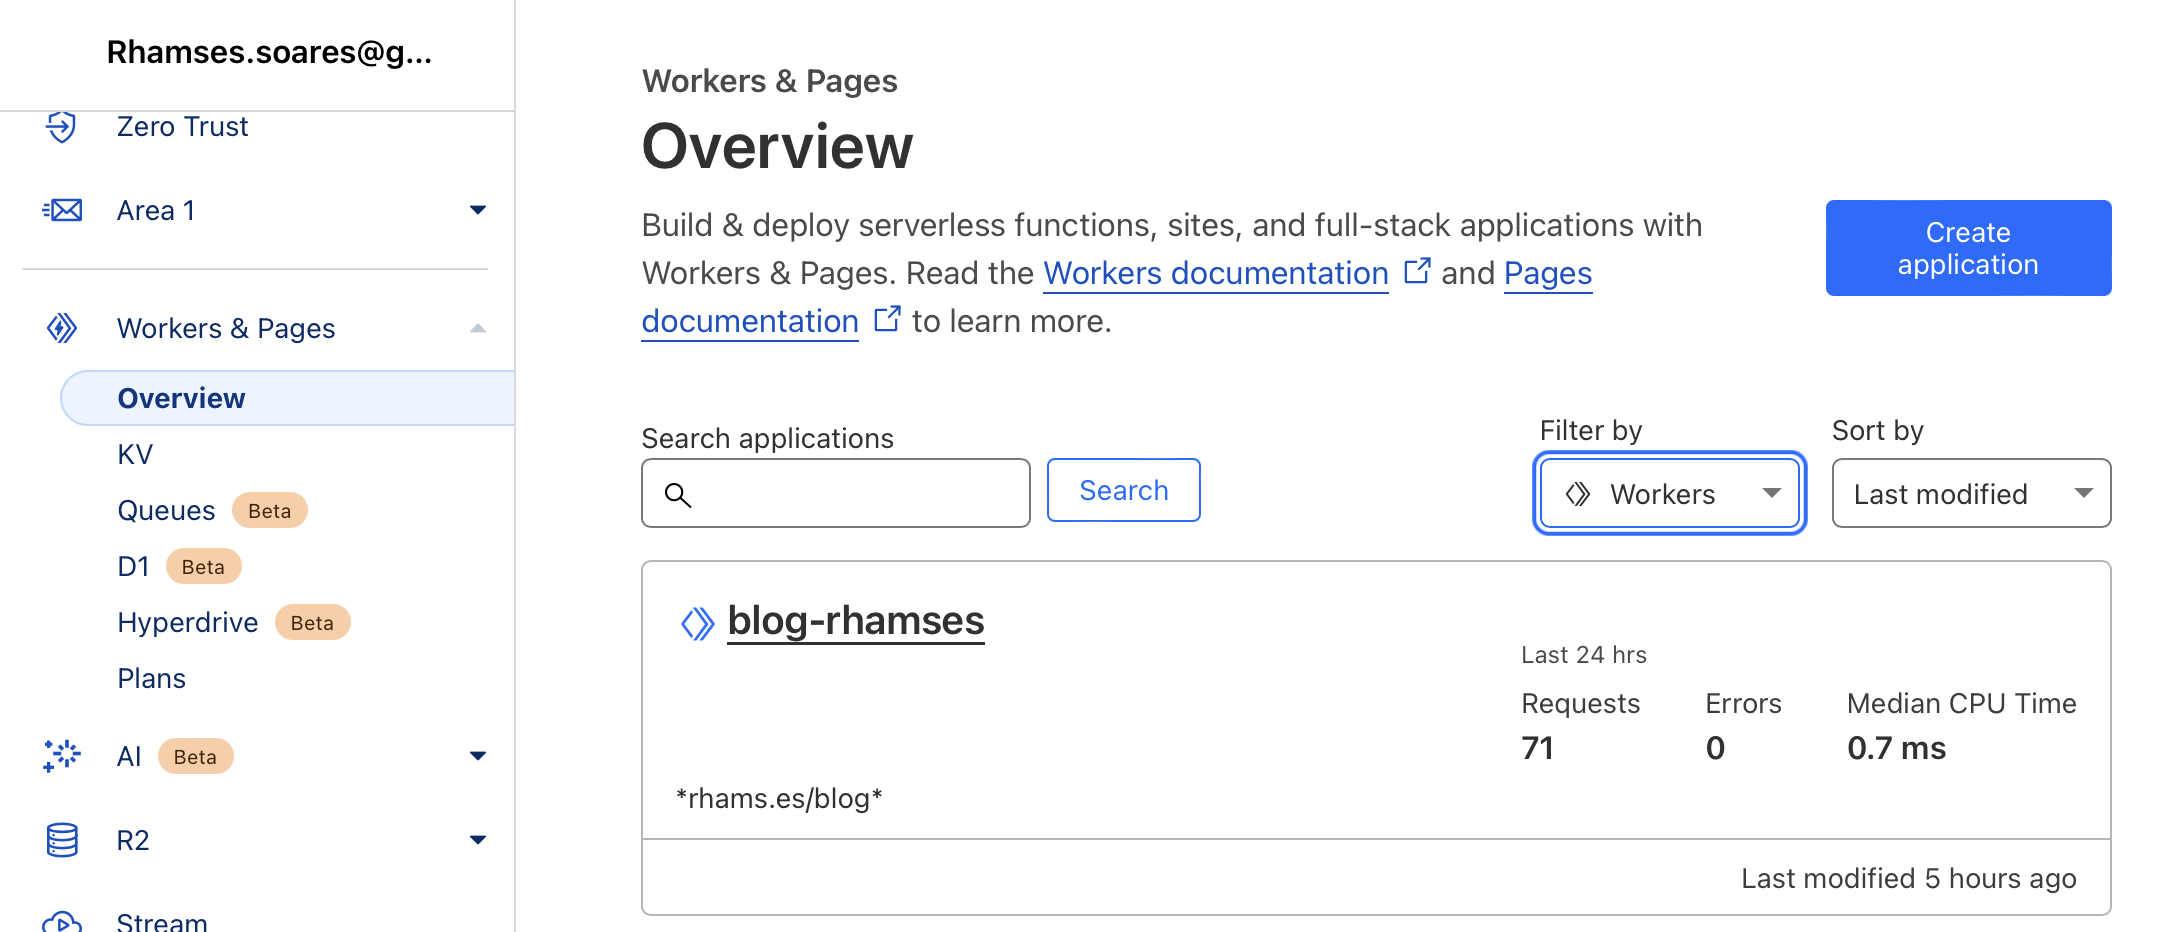 Rhamses.soares@g...
Zero Trust
Area 1
Workers & Pages
Overview
KV
Queues Beta
D1 Beta
Hyperdrive Beta
Plans
AI Beta
R2
Stream
Workers & Pages
Overview
Build & deploy serverless functions, sites, and full-stack applications with
Workers & Pages. Read the Workers documentation and Pages
documentation to learn more.
Create
application
Search applications
Search
Filter by
Workers
Sort by
Last modified
blog-rhamses
Last 24 hrs
Requests Errors Median CPU Time
71 0 0.7 ms
*rhams.es/blog*
Last modified 5 hours ago